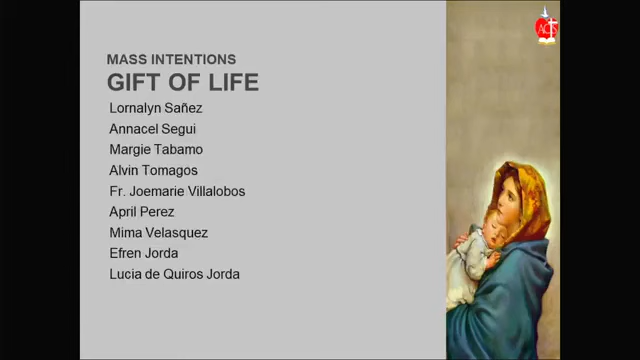 MASS INTENTIONS
GIFT OF LIFE
Lornalyn Sañez
Annacel Segui
Margie Tabamo
Alvin Tomagos
Fr. Joemarie Villalobos
April Perez
Mima Velasquez
Efren Jorda
Lucia de Quiros Jorda